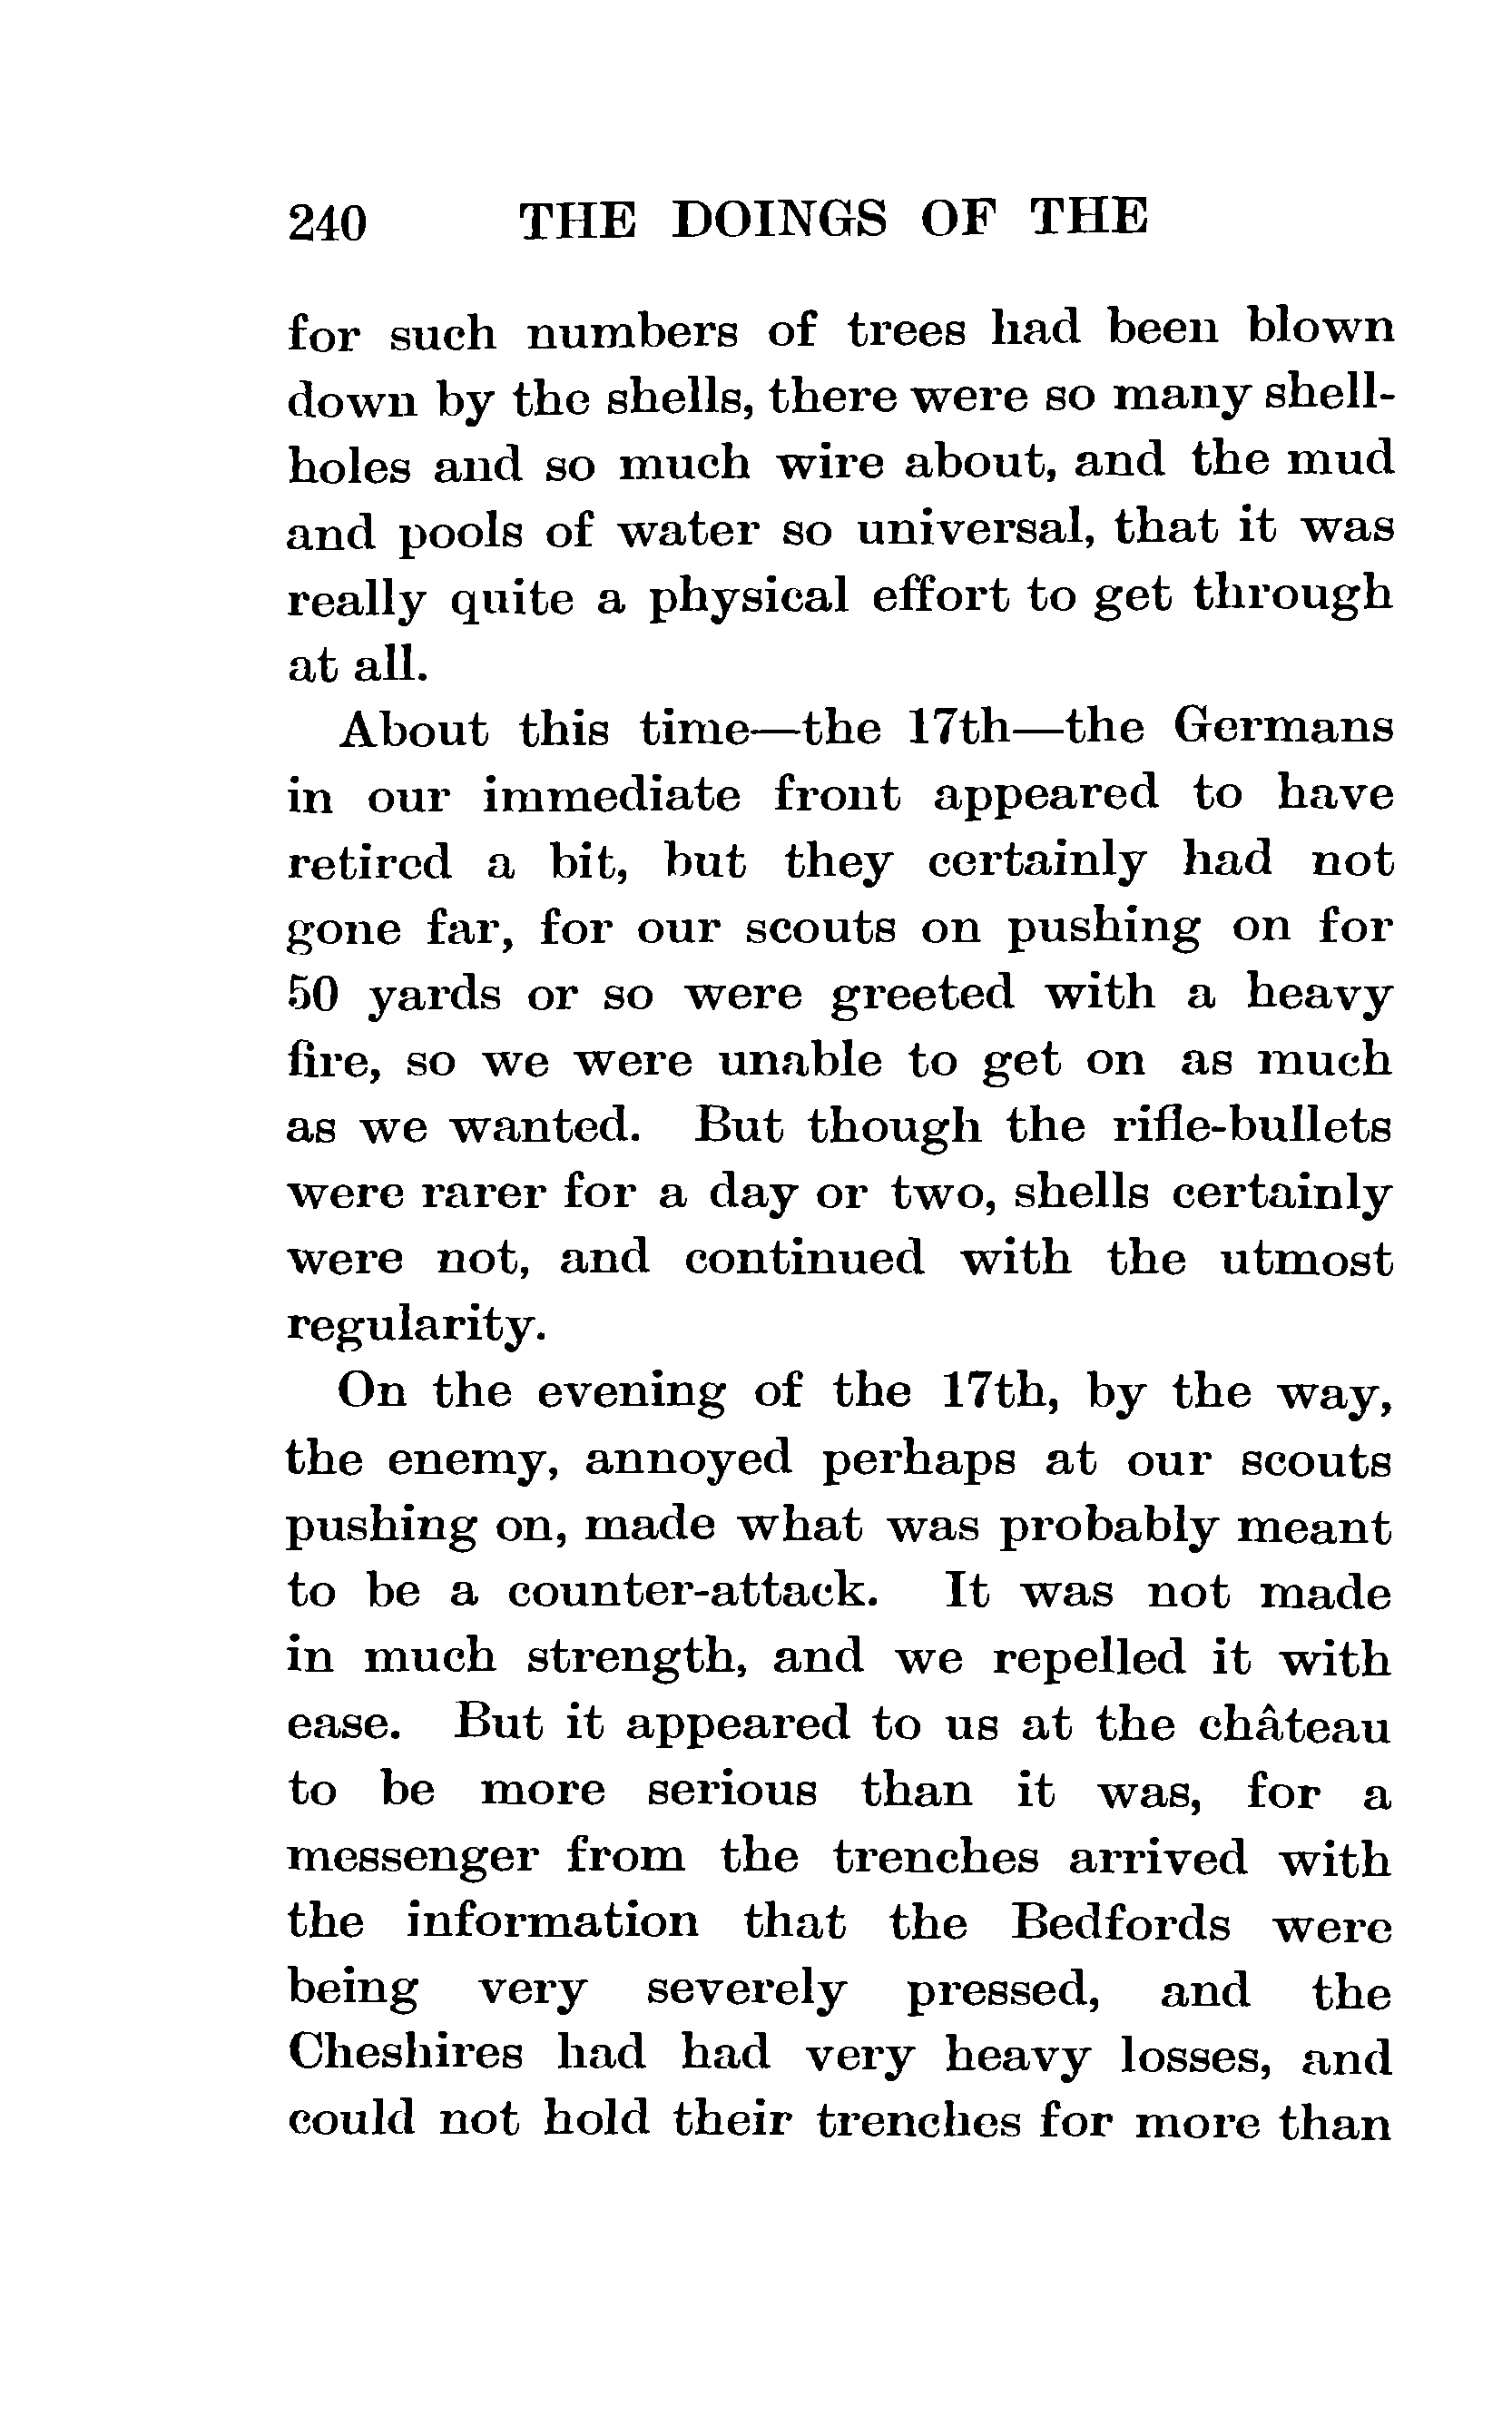 240 THE DOINGS OF THE
for such numbers of trees had been blown
down by the shells, there were so many shell-
holes and so much wire about, and the mud
and pools of water so universal, that it was
really quite a physical effort to get through
at all.
About this time—the 17th—the Germans
in our immediate front appeared to have
retired a bit, but they certainly had not
gone far, for our scouts on pushing on for
50 yards or so were greeted with a heavy
fire, so we were unable to get on as much
as we wanted. But though the rifle-bullets
were rarer for a day or two, shells certainly
were not, and continued with the utmost
regularity.
On the evening of the 17th, by the way,
the enemy, annoyed perhaps at our scouts
pushing on, made what was probably meant
to be a counter-attack. It was not made
in much strength, and we repelled it with
ease. But it appeared to us at the château
to be more serious than it was, for a
messenger from the trenches arrived with
the information that the Bedfords were
being very severely pressed, and the
Cheshires had had very heavy losses, and
could not hold their trenches for more than